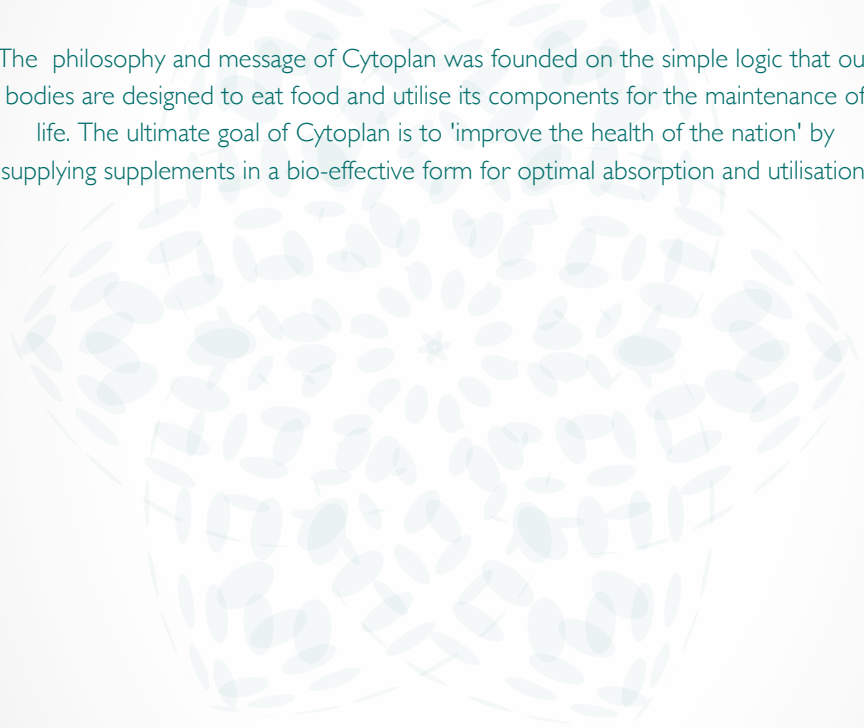 The philosophy and message of Cytoplan was founded on the simple logic that ou
bodies are designed to eat food and utilise its components for the maintenance of
life. The ultimate goal of Cytoplan is to 'improve the health of the nation' by
supplying supplements in a bio-effective form for optimal absorption and utilisation